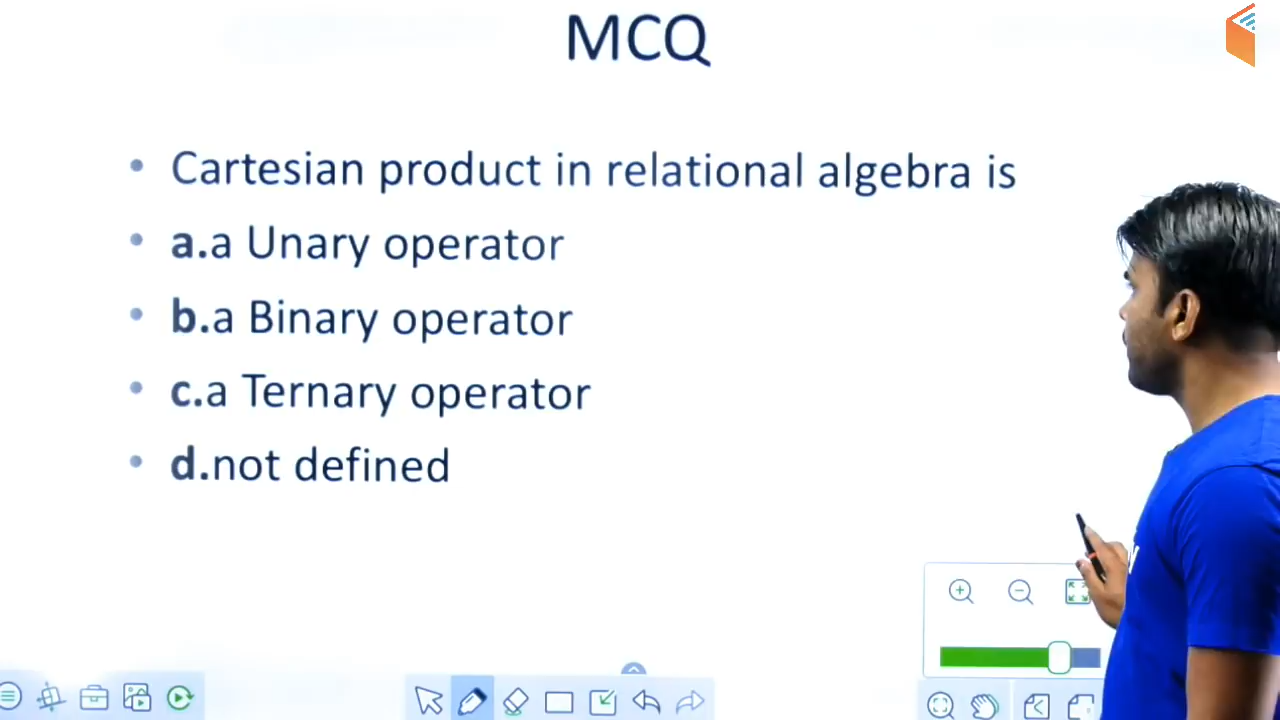 MCQ
• Cartesian product in relational algebra is
• a.a Unary operator
• b.a Binary operator
• c.a Ternary operator
• d.not defined